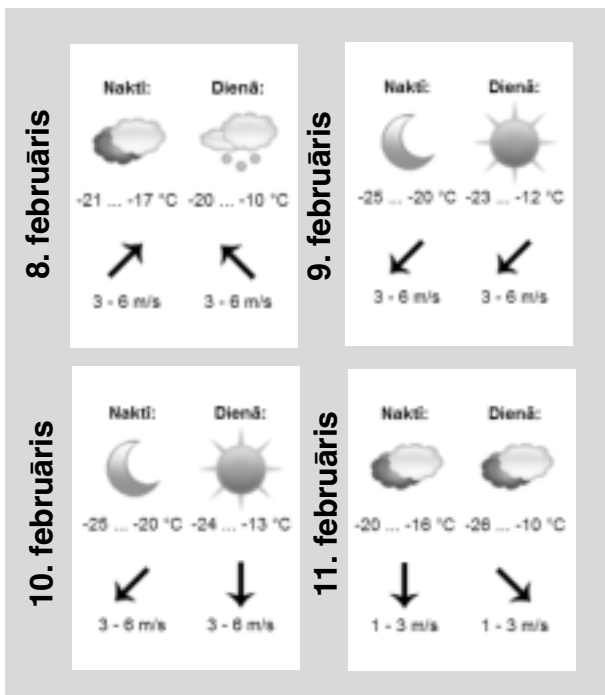 8. februāris
Naktī: Dienā:
-21 ... -17 °C -20 ... -10 °C
3 - 6 m/s 3 - 6 m/s
9. februāris
Naktī: Dienā:
-25 ... -20 °C -23 ... -12 °C
3 - 6 m/s 3 - 6 m/s
10. februāris
Naktī: Dienā:
-25 ... -20 °C -24 ... -13 °C
3 - 6 m/s 3 - 6 m/s
11. februāris
Naktī: Dienā:
-20 ... -16 °C -26 ... -10 °C
1 - 3 m/s 1 - 3 m/s